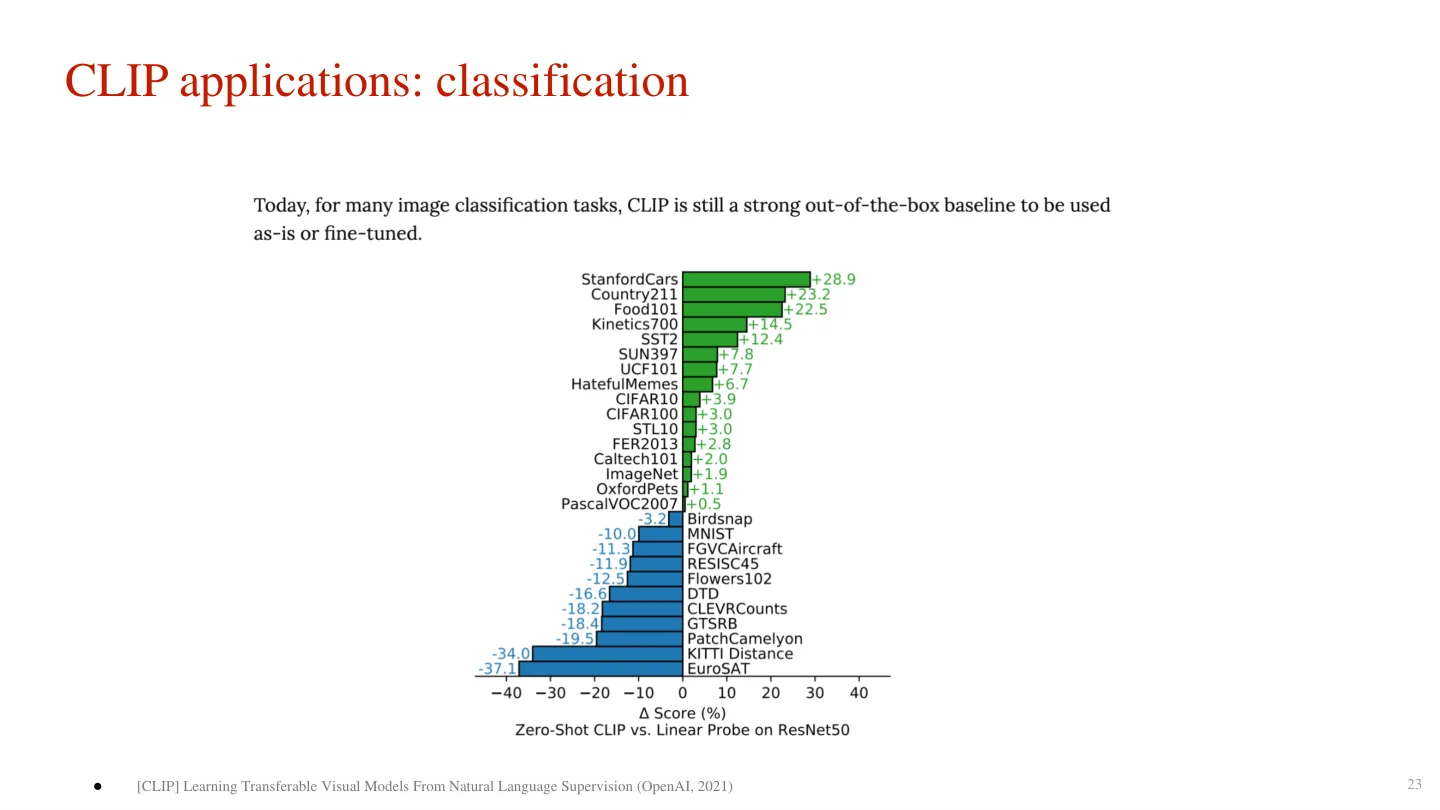 CLIP applications: classification
Today, for many image classification tasks, CLIP is still a strong out-of-the-box baseline to be used
as-is or fine-tuned.
StanfordCars +28.9
Country211 +23.2
Food101 +22.5
Kinetics700 +14.5
SST2 +12.4
SUN397 +7.8
UCF101 +7.7
HatefulMemes +6.7
CIFAR10 +3.9
CIFAR100 +3.0
STL10 +3.0
FER2013 +2.8
Caltech101 +2.0
ImageNet +1.9
OxfordPets +1.1
PascalVOC2007 +0.5
-3.2 Birdsnap
-10.0 MNIST
-11.3 FGVCAircraft
-11.9 RESISC45
-12.5 Flowers102
-16.6 DTD
-18.2 CLEVRCounts
-18.4 GTSRB
-19.5 PatchCamelyon
-34.0 KITTI Distance
-37.1 EuroSAT
−40 −30 −20 −10 0 10 20 30 40
Δ Score (%)
Zero-Shot CLIP vs. Linear Probe on ResNet50
● [CLIP] Learning Transferable Visual Models From Natural Language Supervision (OpenAI, 2021)
23